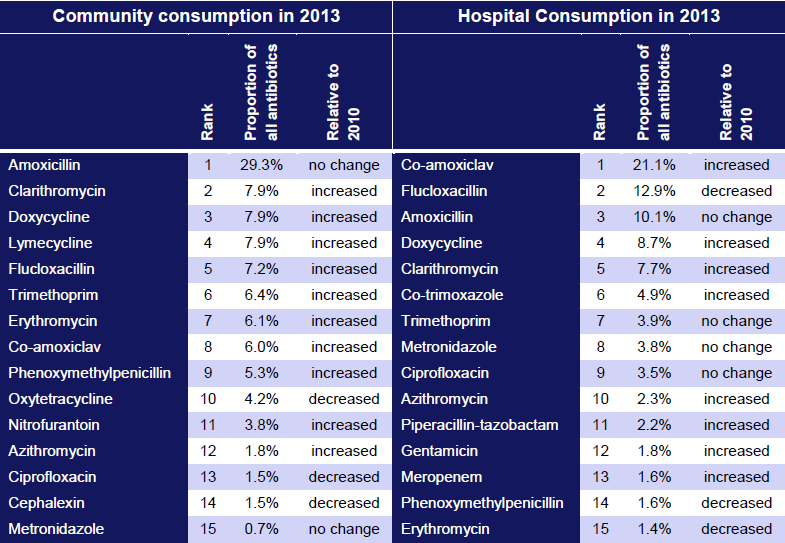 Community consumption in 2013 Hospital Consumption in 2013
Rank Proportion of all antibiotics Relative to 2010 Rank Proportion of all antibiotics Relative to 2010
Amoxicillin 1 29.3% no change Co-amoxiclav 1 21.1% increased
Clarithromycin 2 7.9% increased Flucloxacillin 2 12.9% decreased
Doxycycline 3 7.9% increased Amoxicillin 3 10.1% no change
Lymecycline 4 7.9% increased Doxycycline 4 8.7% increased
Flucloxacillin 5 7.2% increased Clarithromycin 5 7.7% increased
Trimethoprim 6 6.4% increased Co-trimoxazole 6 4.9% increased
Erythromycin 7 6.1% increased Trimethoprim 7 3.9% no change
Co-amoxiclav 8 6.0% increased Metronidazole 8 3.8% no change
Phenoxymethylpenicillin 9 5.3% increased Ciprofloxacin 9 3.5% no change
Oxytetracycline 10 4.2% decreased Azithromycin 10 2.3% increased
Nitrofurantoin 11 3.8% increased Piperacillin-tazobactam 11 2.2% increased
Azithromycin 12 1.8% increased Gentamicin 12 1.8% increased
Ciprofloxacin 13 1.5% decreased Meropenem 13 1.6% increased
Cephalexin 14 1.5% decreased Phenoxymethylpenicillin 14 1.6% decreased
Metronidazole 15 0.7% no change Erythromycin 15 1.4% decreased